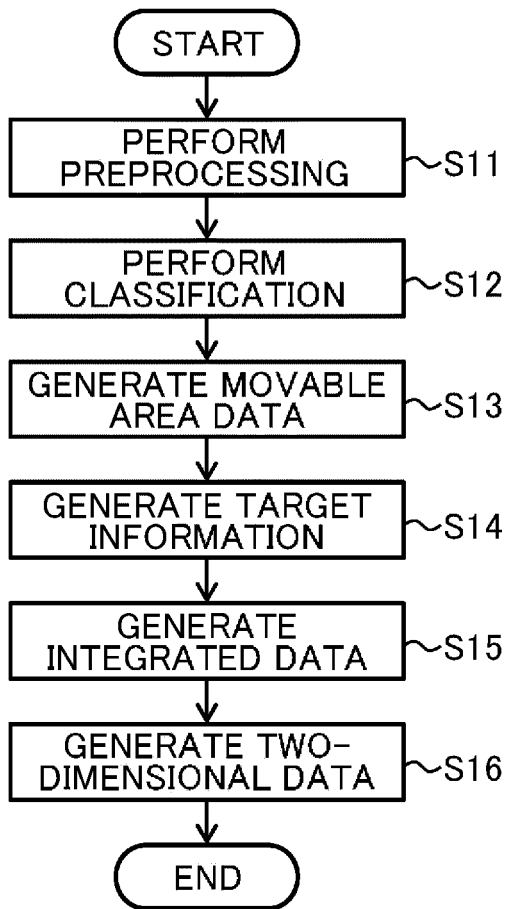 START
PERFORM
PREPROCESSING
S11
PERFORM
CLASSIFICATION
S12
GENERATE MOVABLE
AREA DATA
S13
GENERATE TARGET
INFORMATION
S14
GENERATE
INTEGRATED DATA
S15
GENERATE TWO-
DIMENSIONAL DATA
S16
END